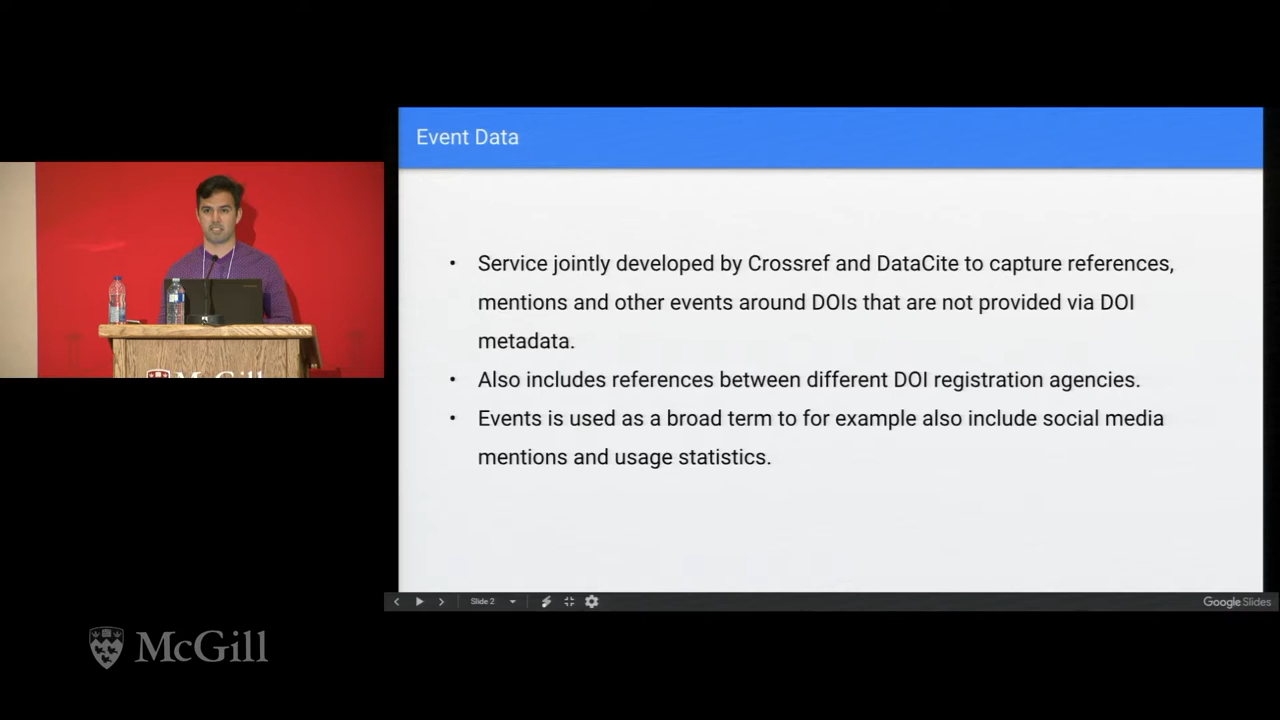 Event Data
• Service jointly developed by Crossref and DataCite to capture references,
mentions and other events around DOIs that are not provided via DOI
metadata.
• Also includes references between different DOI registration agencies.
• Events is used as a broad term to for example also include social media
mentions and usage statistics.
Slide 2
Google Slides
McGill
McGill